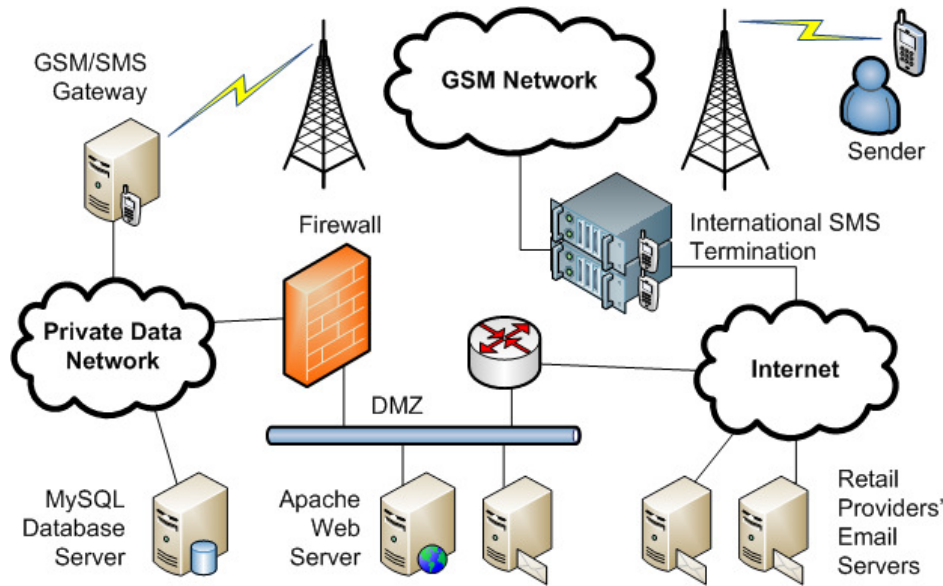 GSM/SMS
Gateway
GSM Network
Sender
Firewall
International SMS
Termination
Private Data
Network
Internet
DMZ
MySQL
Database
Server
Apache
Web
Server
Retail
Providers'
Email
Servers